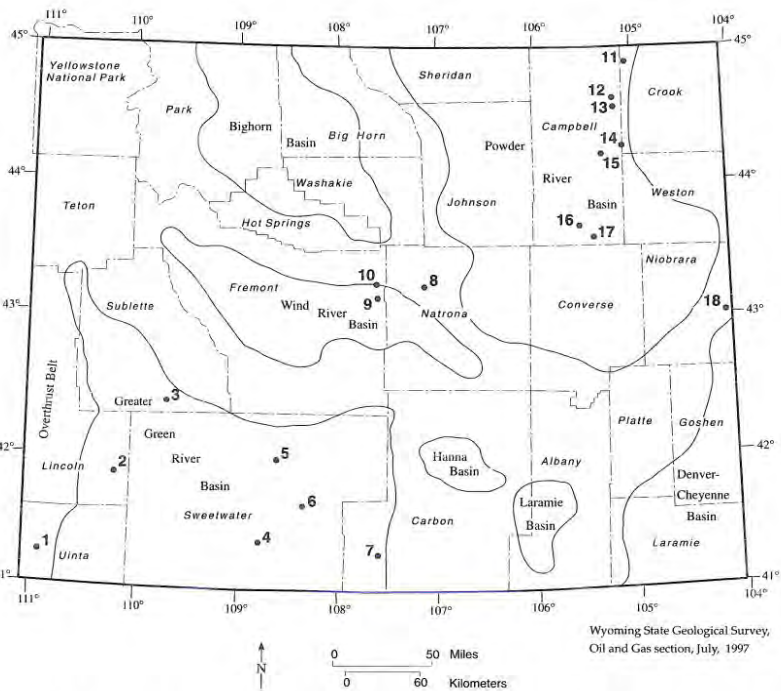 110°
109°
108°
107°
106°
105°
104°
45°
45°
11
Yellowstone
National Park
Sheridan
12
13
Crook
Park
Bighorn
Basin
Big Horn
Campbell
14
15
Powder
44°
44°
Washakie
River
Weston
Teton
Johnson
Basin
Hot Springs
16
17
Niobrara
43°
43°
Fremont
10
8
Sublette
Wind
River
Basin
9
Natrona
Converse
18
Overthrust Belt
Greater
3
Platte
Goshen
42°
42°
Green
River
Basin
5
Hanna
Basin
Albany
Lincoln
2
Denver-
Cheyenne
Basin
6
Laramie
Basin
Sweetwater
Carbon
1
4
7
Laramie
Uinta
1°
41°
111°
110°
109°
108°
107°
106°
105°
104°
Wyoming State Geological Survey,
Oil and Gas section, July, 1997
N
0 50 Miles
0 60 Kilometers